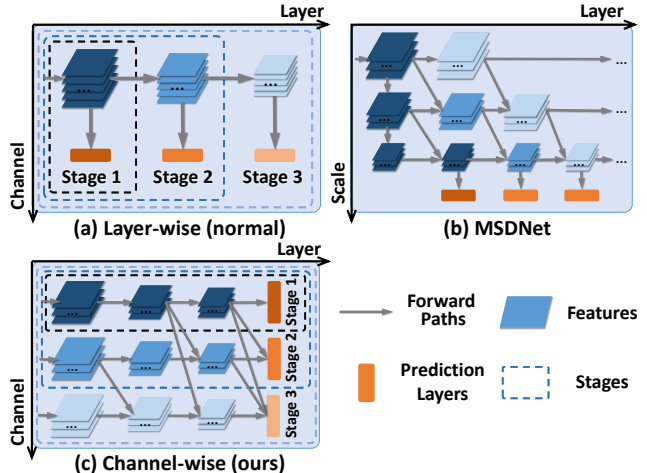 Layer
Channel
...
...
...
Stage 1
Stage 2
Stage 3
(a) Layer-wise (normal)
Layer
Scale
...
...
...
...
...
...
...
...
...
...
...
...
(b) MSDNet
Layer
Channel
Channel
...
...
...
Stage 1
...
...
...
Stage 2
...
...
...
Stage 3
(c) Channel-wise (ours)
Forward
Paths
Features
Prediction
Layers
Stages